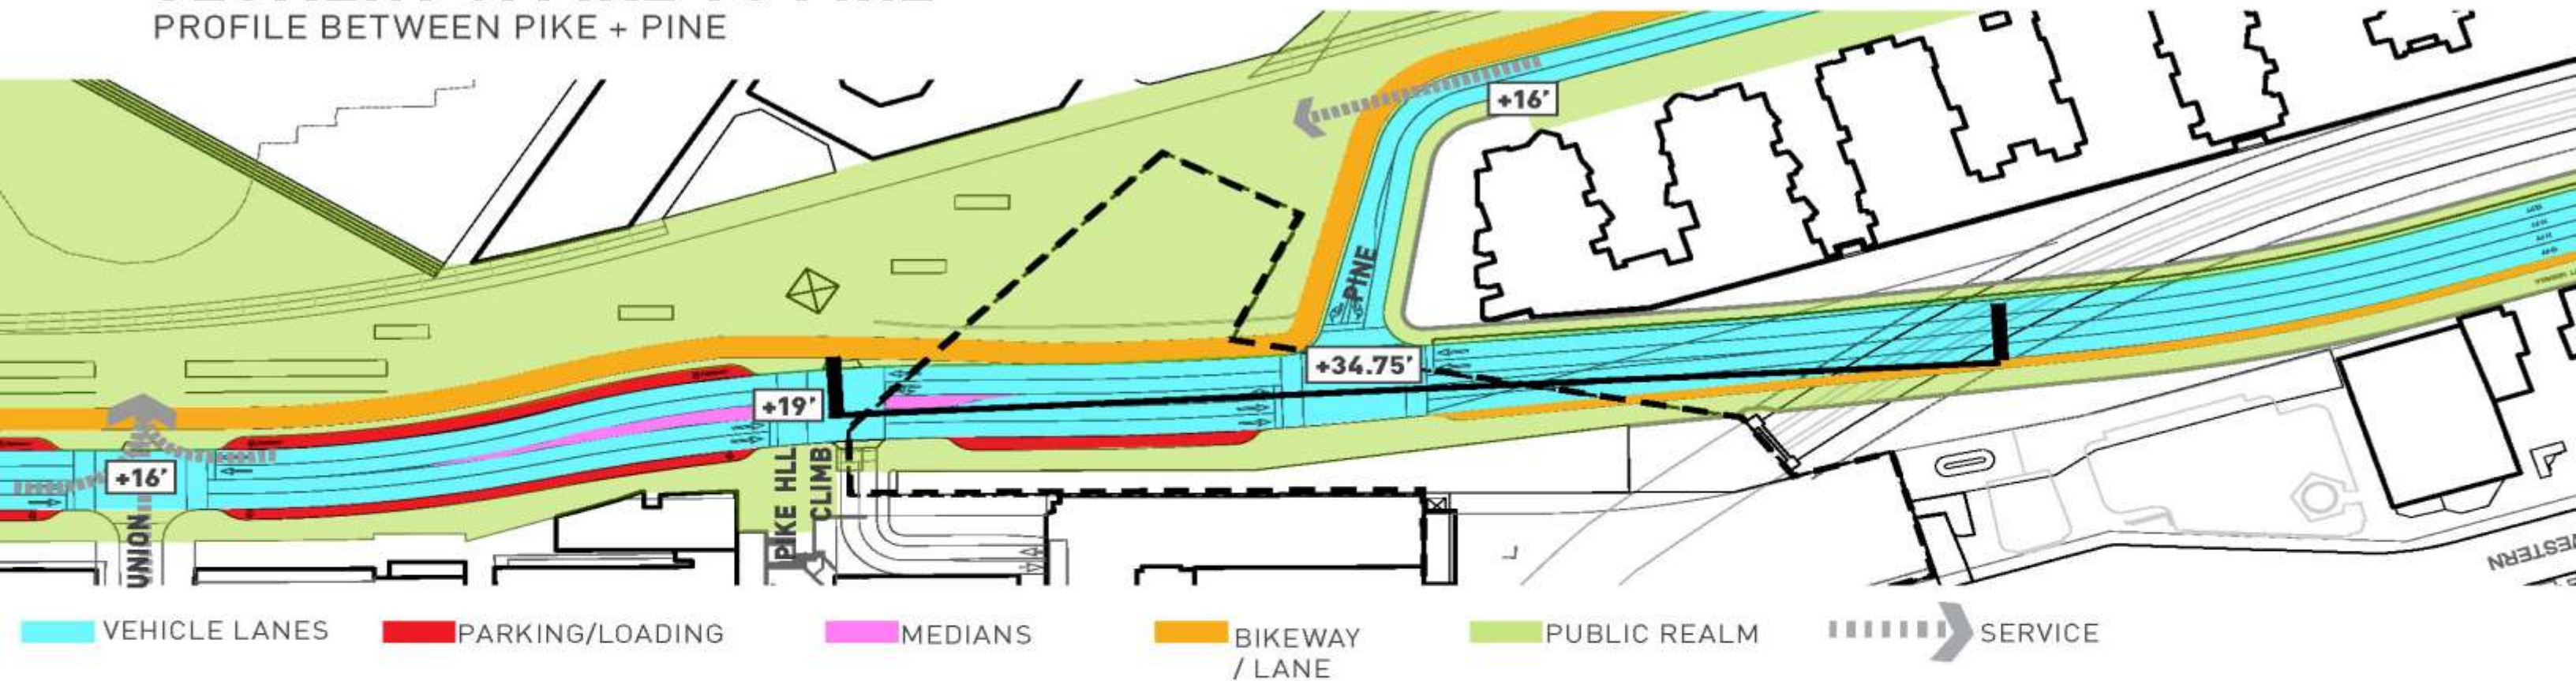 PROFILE BETWEEN PIKE + PINE
+16'
PINE
+34.75'
+19'
+16'
UNION
PIKE HLL
CLIMB
WESTERN
VEHICLE LANES
PARKING/LOADING
MEDIANS
BIKEWAY
/ LANE
PUBLIC REALM
SERVICE